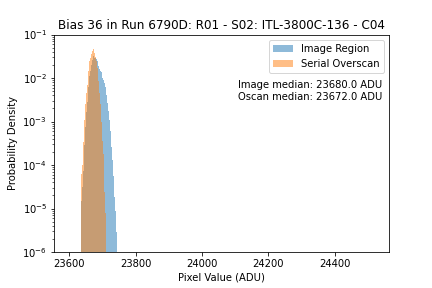 Bias 36 in Run 6790D: R01 - S02: ITL-3800C-136 - C04
Image Region
Serial Overscan
Image median: 23680.0 ADU
Oscan median: 23672.0 ADU
Probability Density
10⁻¹
10⁻²
10⁻³
10⁻⁴
10⁻⁵
10⁻⁶
23600 23800 24000 24200 24400
Pixel Value (ADU)